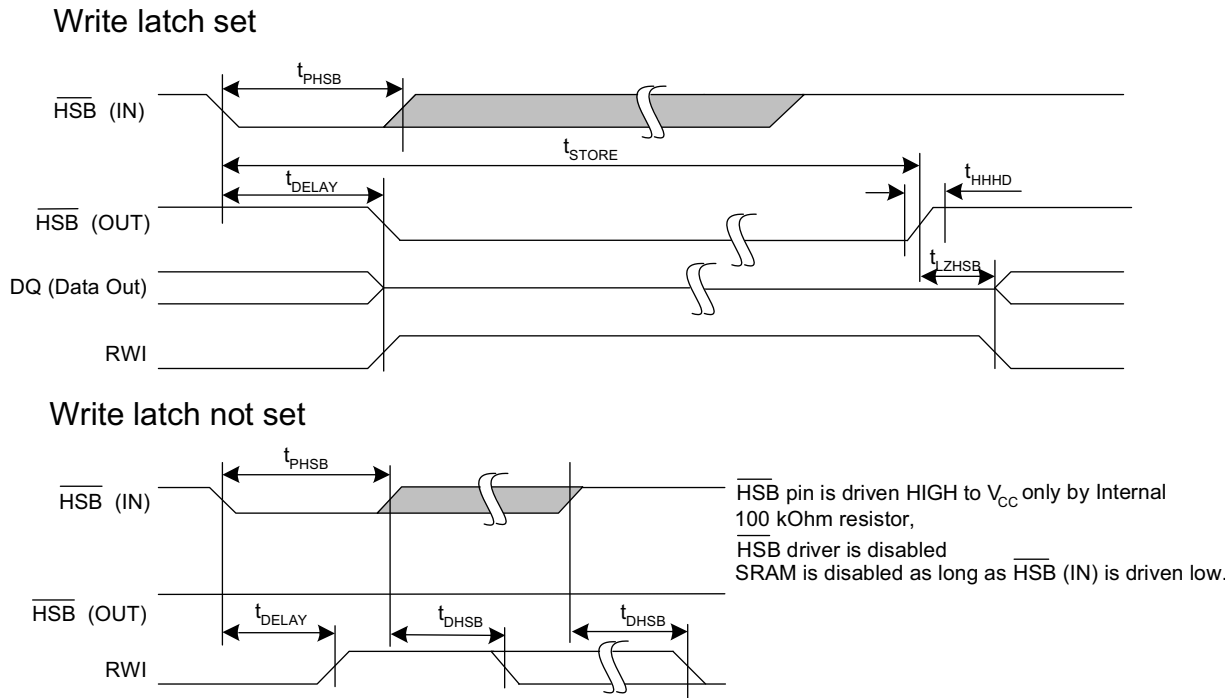 Write latch set
tPHSB
HSB (IN)
tSTORE
tDELAY
tHHHD
HSB (OUT)
tLZHSB
DQ (Data Out)
RWI
Write latch not set
tPHSB
HSB (IN)
HSB pin is driven HIGH to VCC only by Internal
100 kOhm resistor,
HSB driver is disabled
SRAM is disabled as long as HSB (IN) is driven low.
HSB (OUT)
tDELAY
tDHSB
tDHSB
RWI